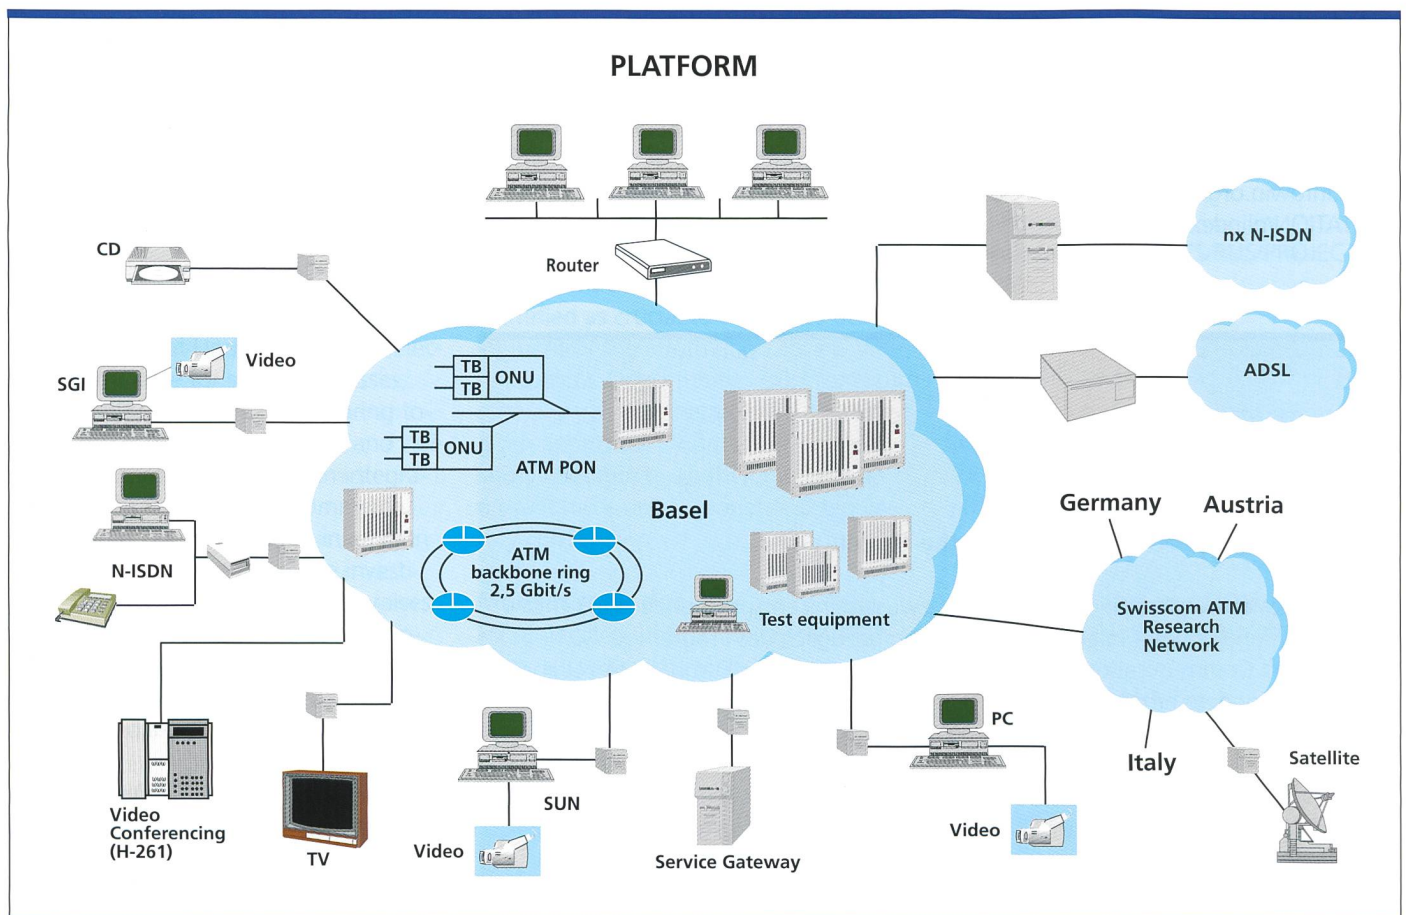 PLATFORM
CD
Router
nx N-ISDN
SGI
Video
TB
TB
ONU
TB
TB
ONU
ATM PON
ADSL
Basel
Germany
Austria
N-ISDN
ATM
backbone ring
2,5 Gbit/s
Test equipment
Swisscom ATM
Research
Network
Italy
Satellite
Video
Conferencing
(H-261)
TV
SUN
Video
Service Gateway
PC
Video